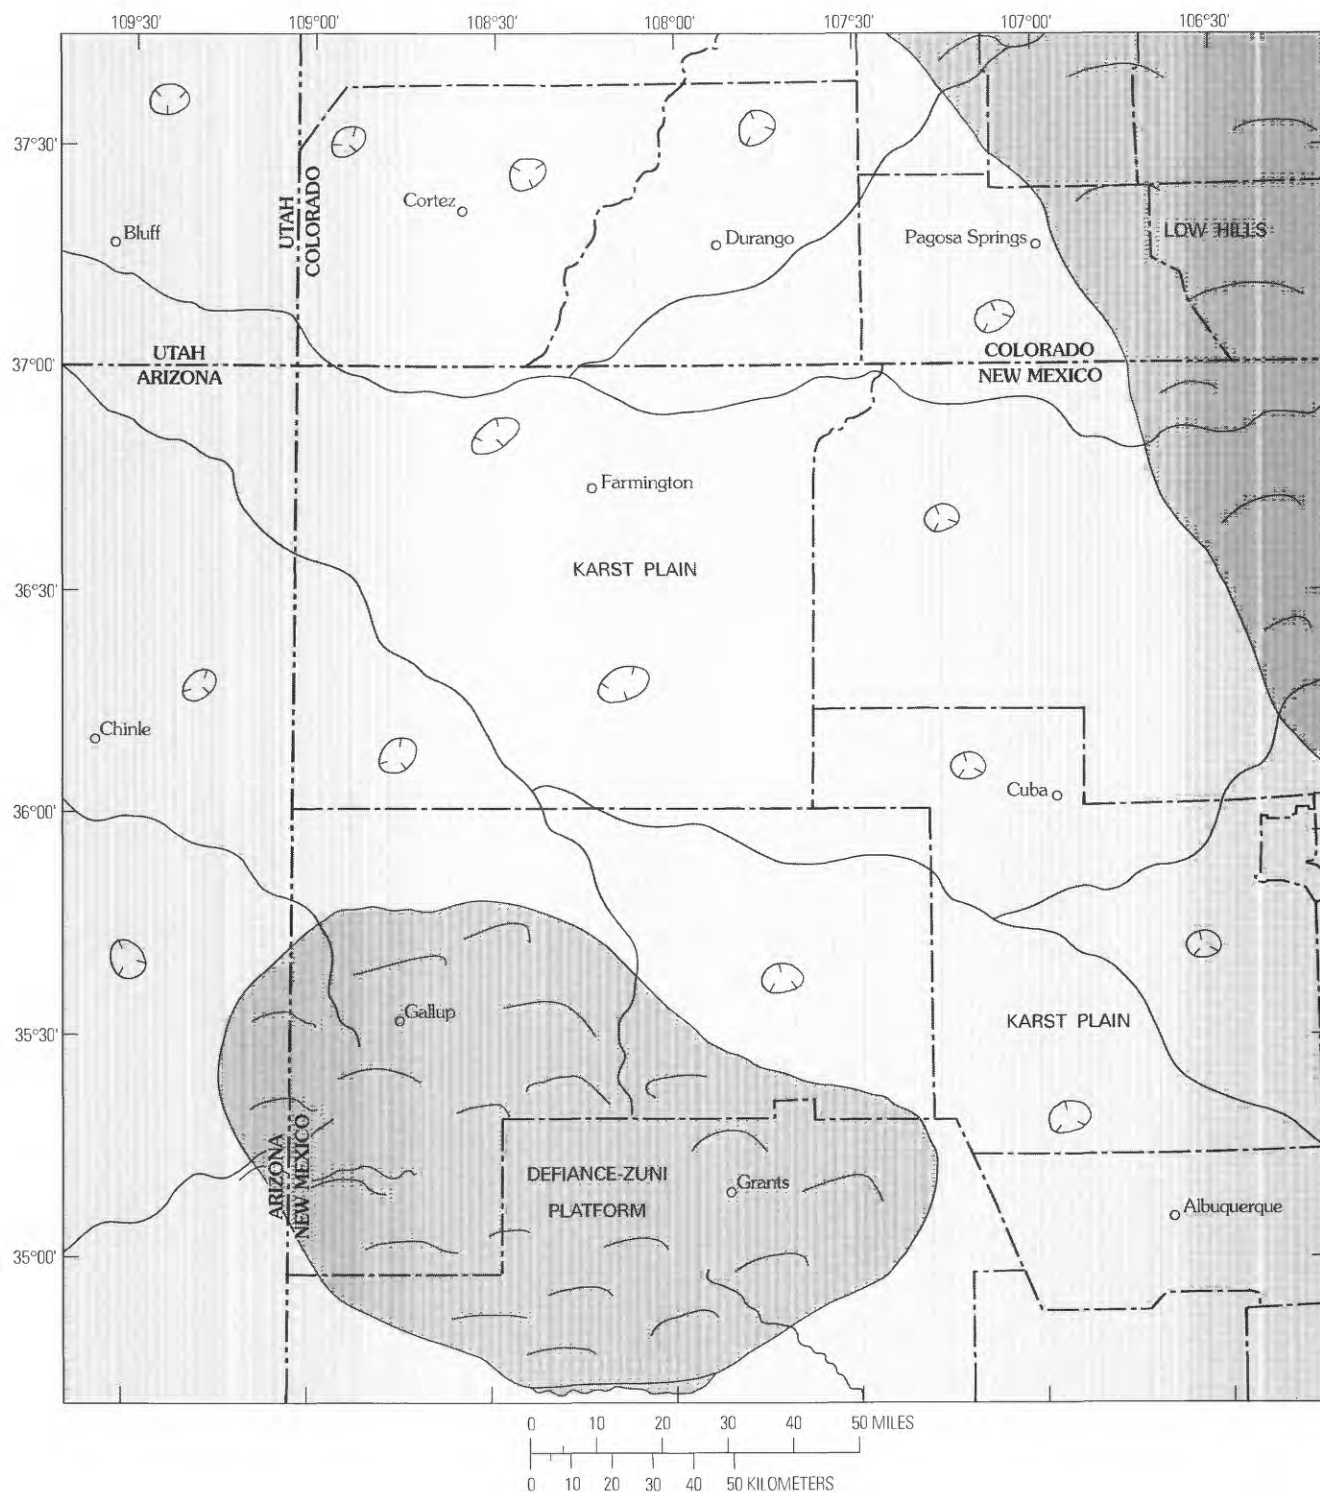 109°30' 109°00' 108°30' 108°00' 107°30' 107°00' 106°30'
37°30'
UTAH
COLORADO
Cortez
Bluff
Durango
Pagosa Springs
LOW HILLS
37°00'
UTAH
ARIZONA
COLORADO
NEW MEXICO
Farmington
KARST PLAIN
36°30'
Chinle
Cuba
36°00'
Gallup
35°30'
KARST PLAIN
ARIZONA
NEW MEXICO
DEFIANCE-ZUNI
PLATFORM
Grants
Albuquerque
35°00'
0 10 20 30 40 50 MILES
0 10 20 30 40 50 KILOMETERS